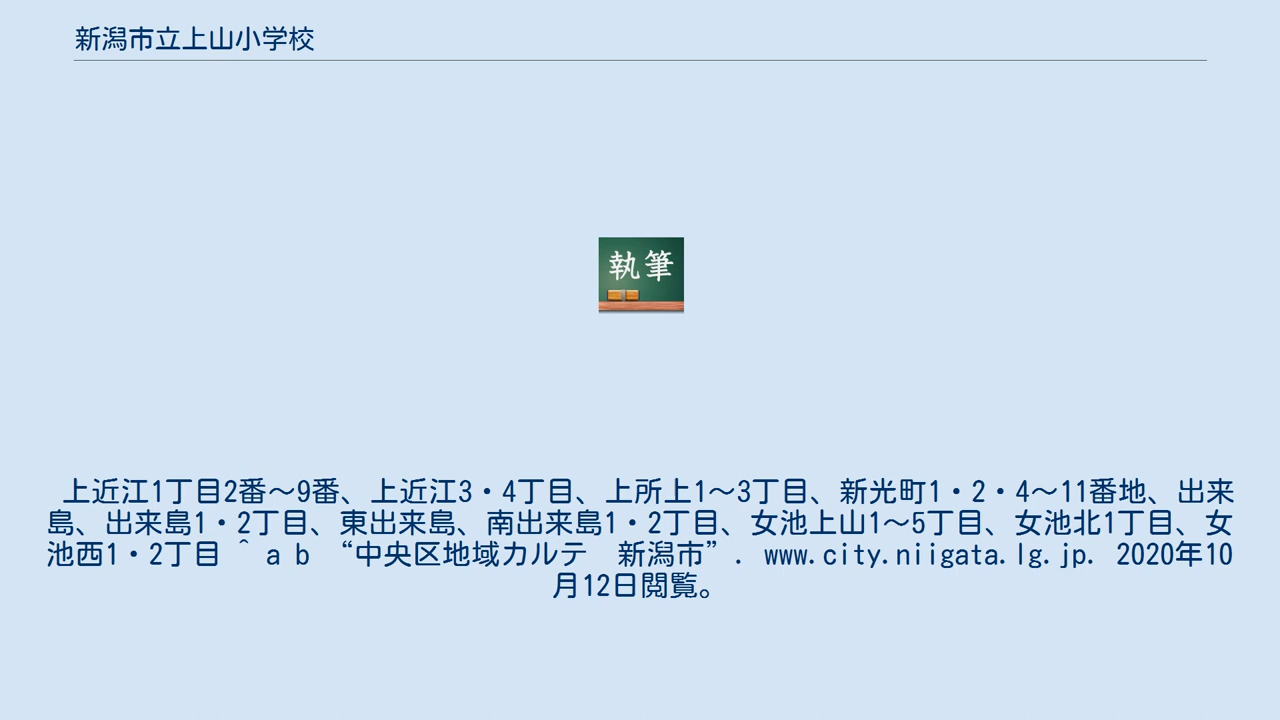 新潟市立上山小学校
執筆
上近江1丁目2番～9番、上近江3・4丁目、上所上1～3丁目、新光町1・2・4～11番地、出来
島、出来島1・2丁目、東出来島、南出来島1・2丁目、女池上山1～5丁目、女池北1丁目、女
池西1・2丁目 ^ a b “中央区地域カルテ　新潟市”. www.city.niigata.lg.jp. 2020年10
月12日閲覧。